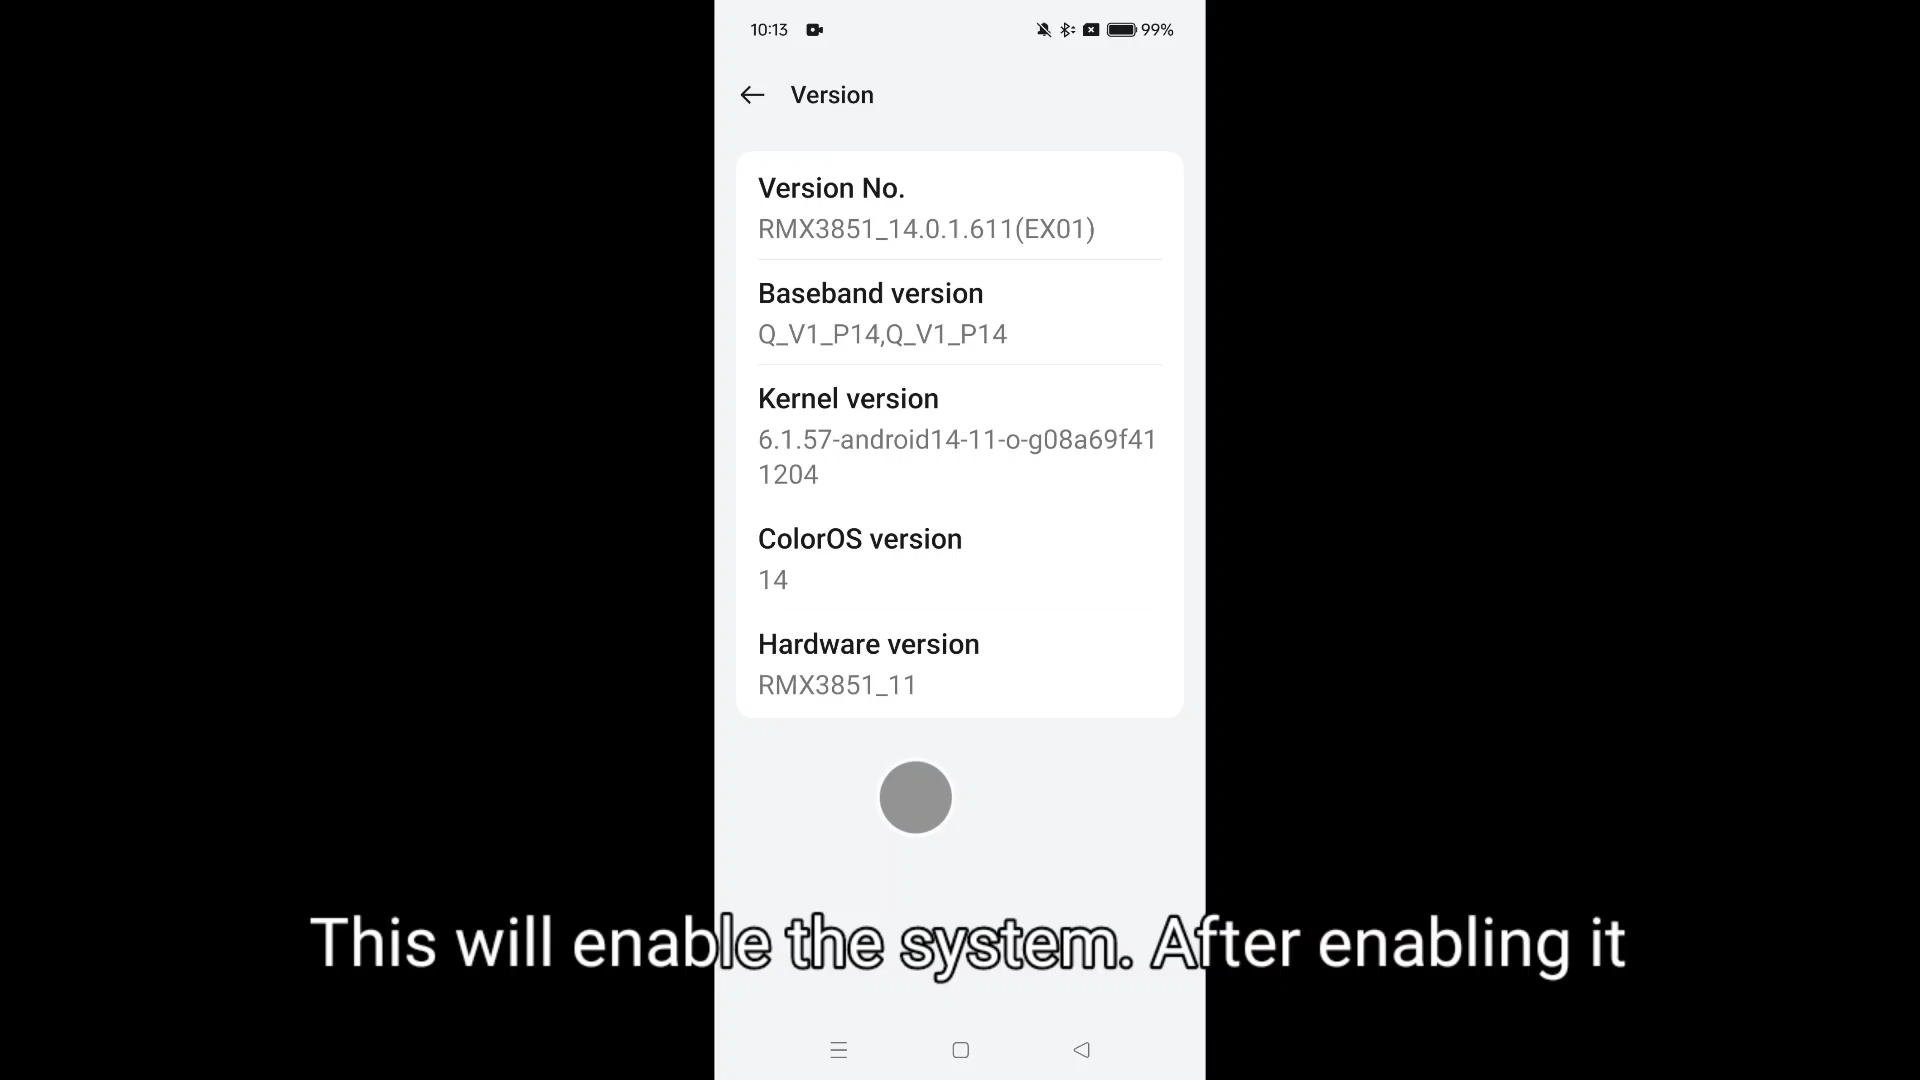 10:13
99%
Version
Version No.
RMX3851_14.0.1.611(EX01)
Baseband version
Q_V1_P14,Q_V1_P14
Kernel version
6.1.57-android14-11-o-g08a69f41
1204
ColorOS version
14
Hardware version
RMX3851_11
This will enable the system. After enabling it